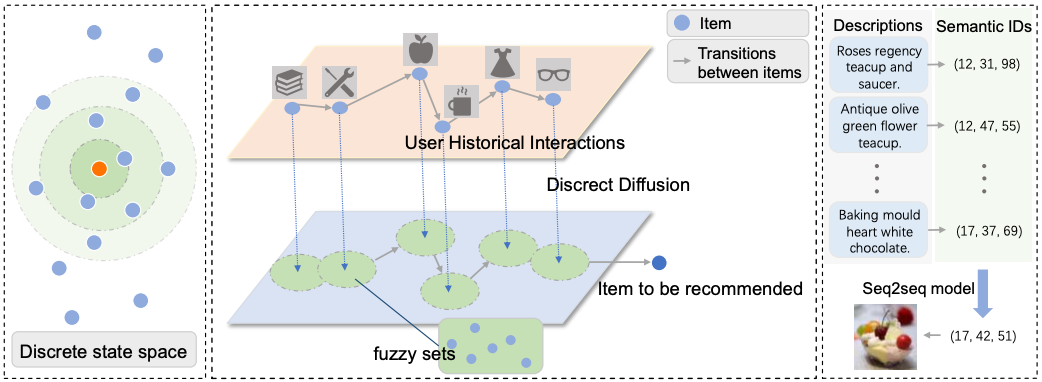 Discrete state space
Item
Transitions
between items
User Historical Interactions
Discrect Diffusion
Item to be recommended
fuzzy sets
Descriptions
Semantic IDs
Roses regency
teacup and
saucer.
(12, 31, 98)
Antique olive
green flower
teacup.
(12, 47, 55)
Baking mould
heart white
chocolate.
(17, 37, 69)
Seq2seq model
(17, 42, 51)